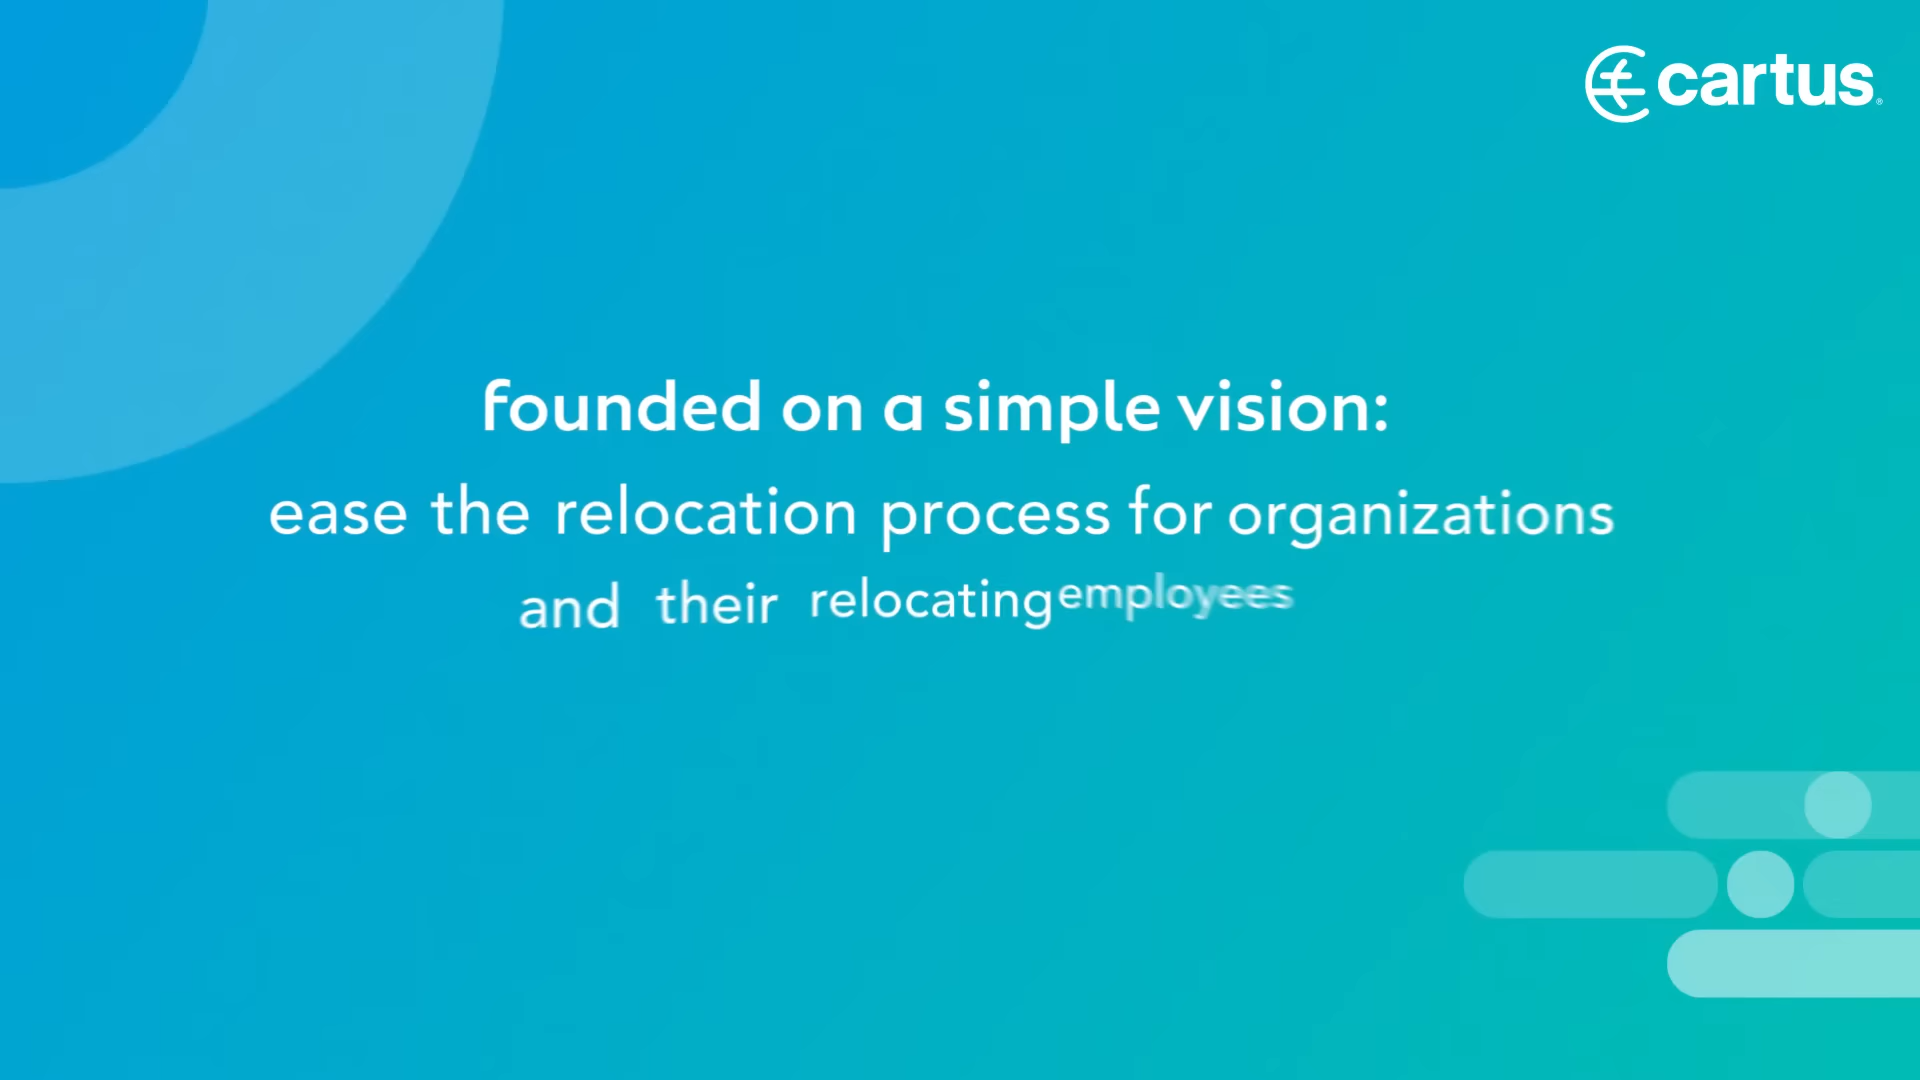 cartus®
founded on a simple vision:
ease the relocation process for organizations
and their relocating employees